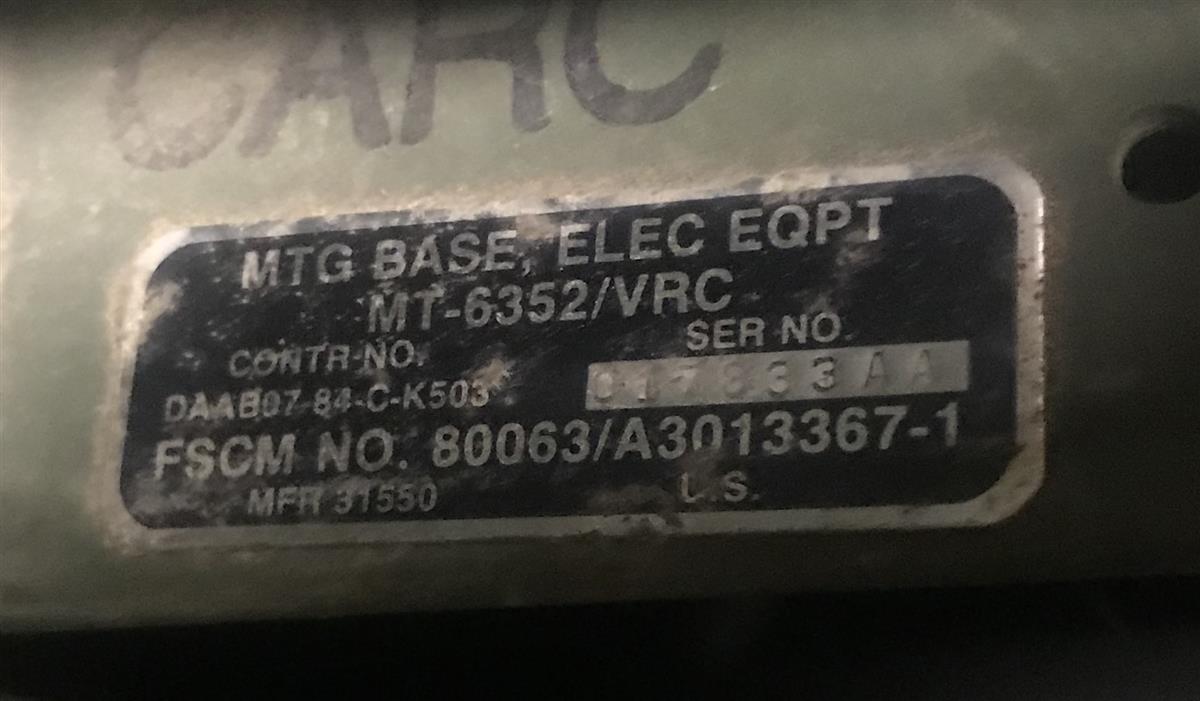 CARC
MTG BASE, ELEC EQPT
MT-6352/VRC
CONTR NO. SER NO.
DAAB07-84-C-K503
FSCM NO. 80063/A3013367-1
MFR 31550 U.S.